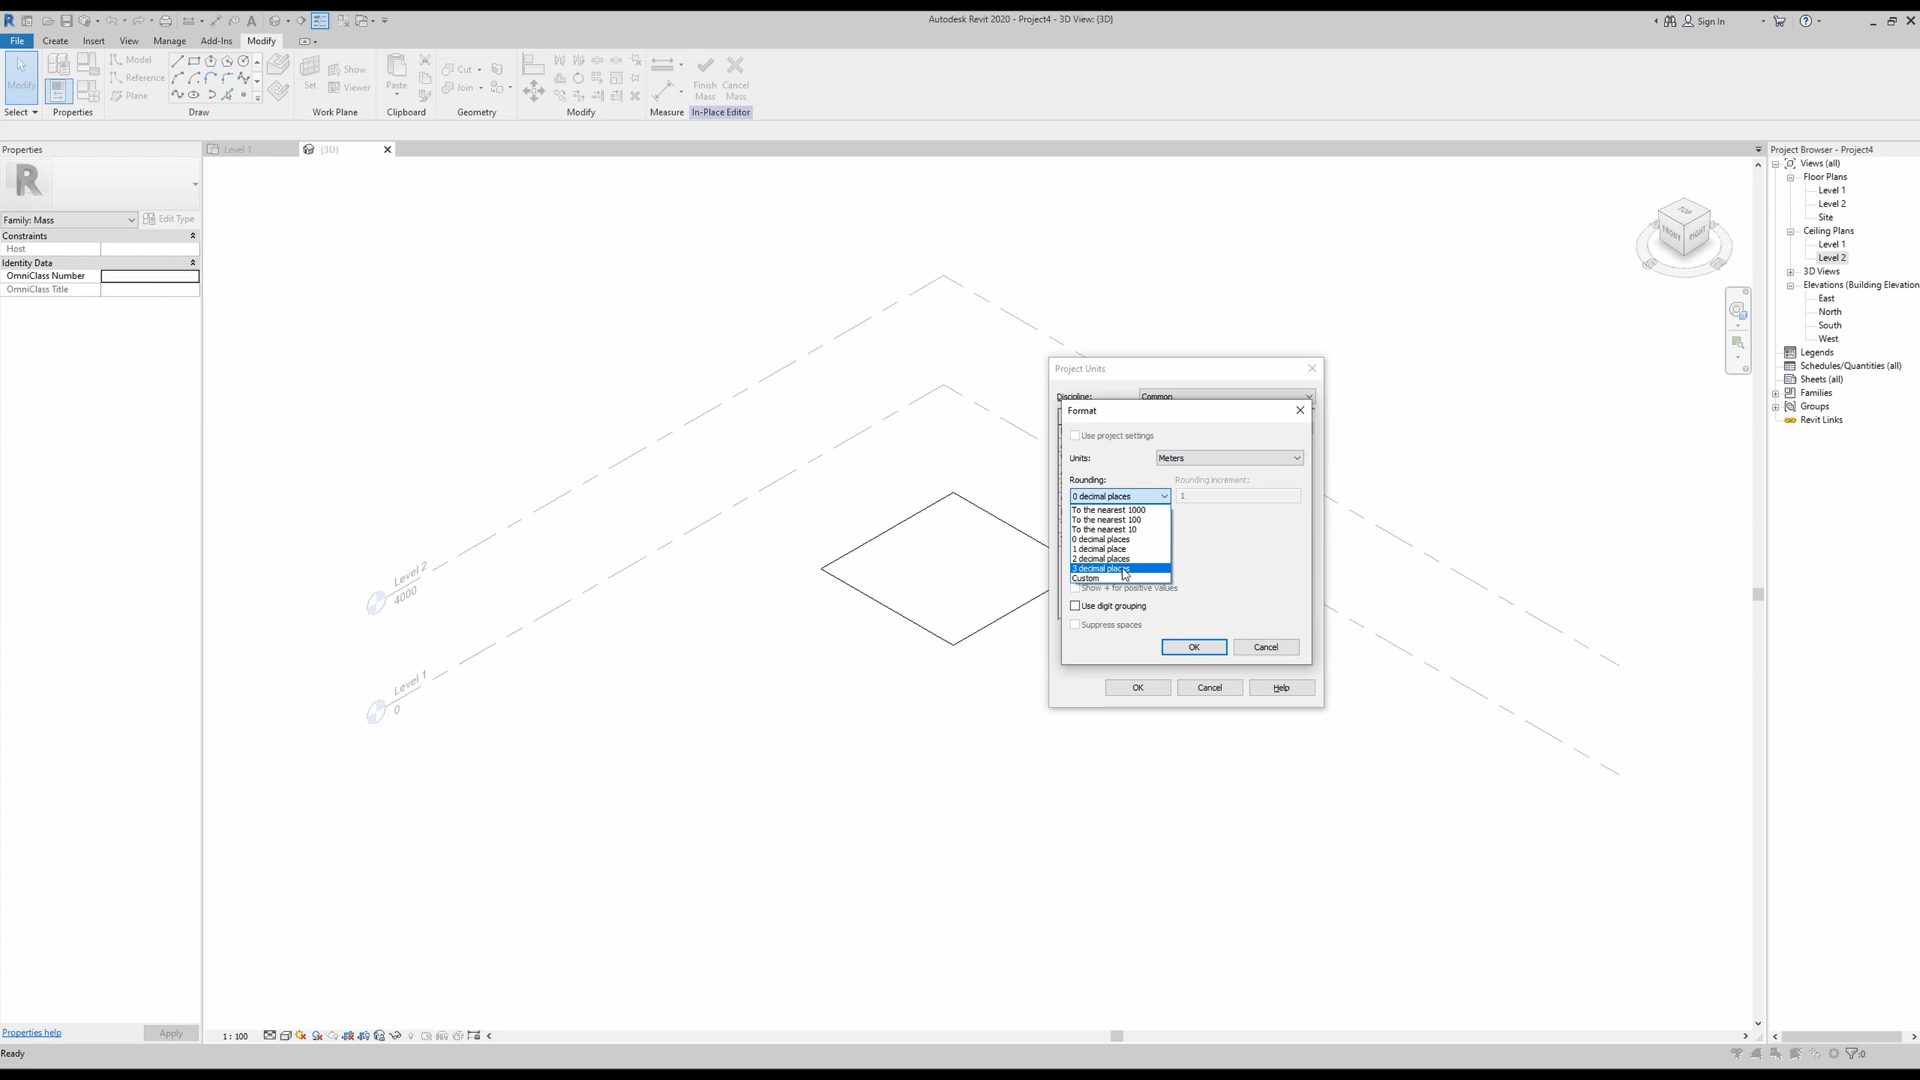 Autodesk Revit 2020 - Project4 - 3D View: {3D}
Sign In
File Create Insert View Manage Add-Ins Modify
Modify
Model
Reference
Plane
Set
Show
Viewer
Paste
Cut
Join
Finish Mass
Cancel Mass
Select Properties Draw Work Plane Clipboard Geometry Modify Measure In-Place Editor
Properties
Level 1
{3D}
R
Family: Mass
Edit Type
Constraints
Host
Identity Data
OmniClass Number
OmniClass Title
Level 2
4000
Level 1
0
TOP
FRONT
RIGHT
Project Units
Discipline:
Common
Format
Use project settings
Units:
Meters
Rounding:
Rounding increment:
0 decimal places
1
To the nearest 1000
To the nearest 100
To the nearest 10
0 decimal places
1 decimal place
2 decimal places
3 decimal places
Custom
Show + for positive values
Use digit grouping
Suppress spaces
OK
Cancel
OK
Cancel
Help
Project Browser - Project4
Views (all)
Floor Plans
Level 1
Level 2
Site
Ceiling Plans
Level 1
Level 2
3D Views
Elevations (Building Elevation
East
North
South
West
Legends
Schedules/Quantities (all)
Sheets (all)
Families
Groups
Revit Links
Properties help
Apply
1 : 100
Ready
:0